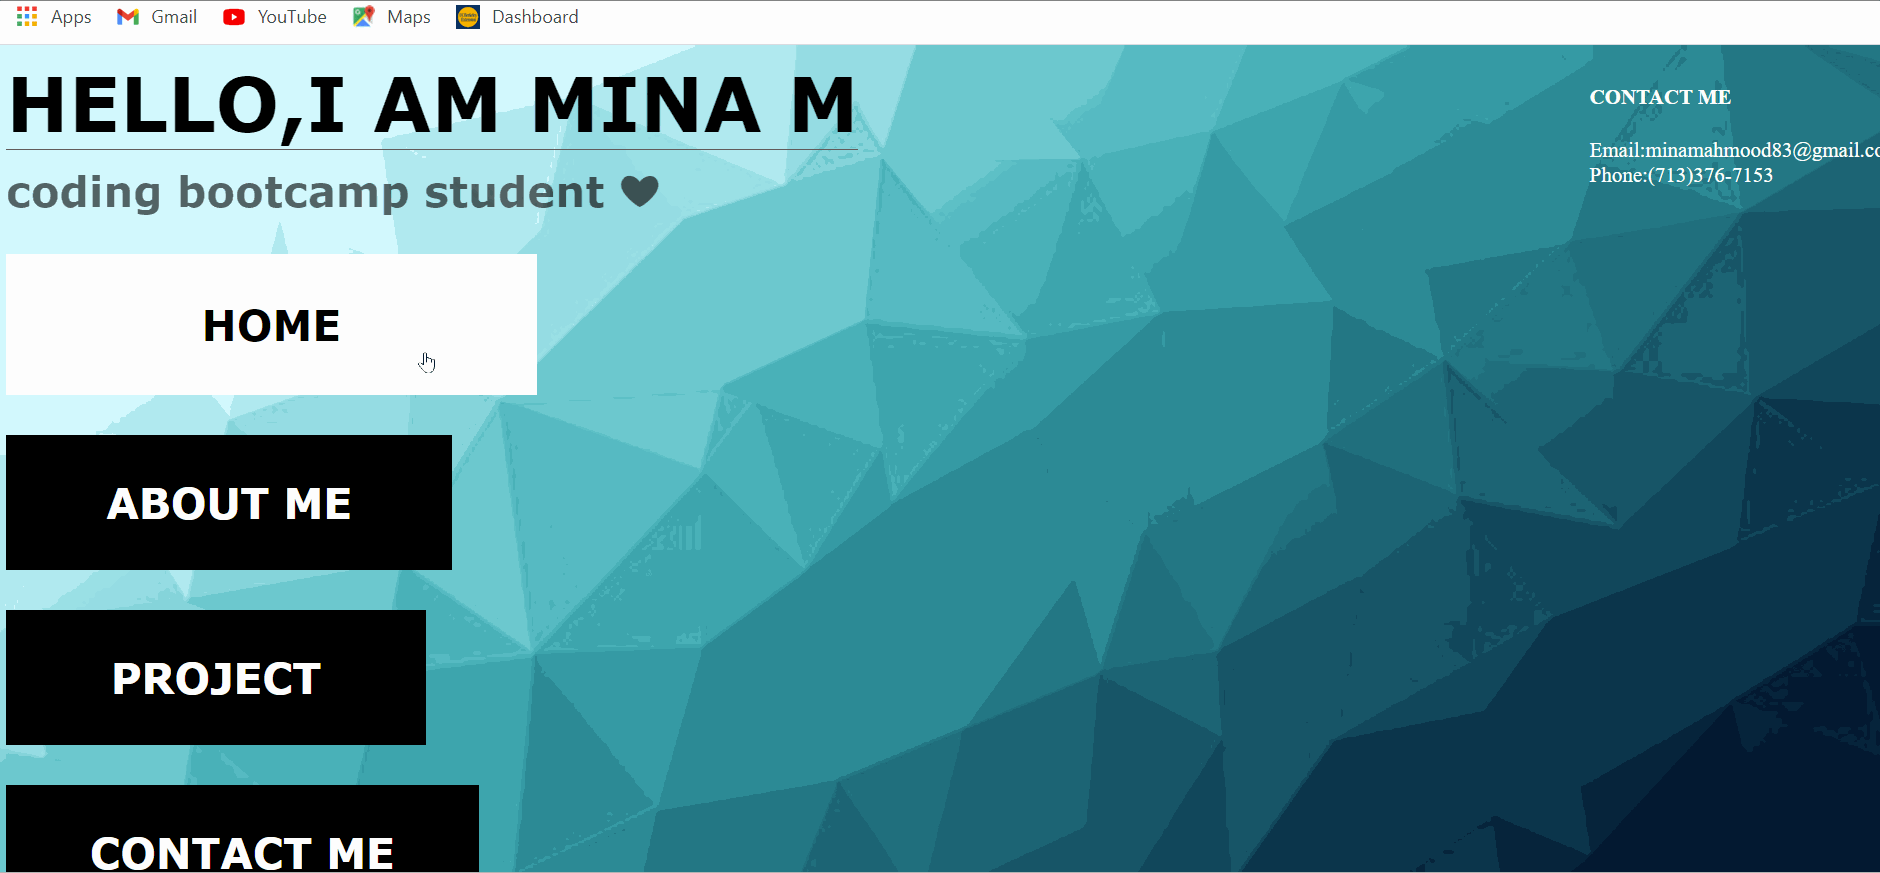 Apps Gmail YouTube Maps Dashboard
HELLO,I AM MINA M
coding bootcamp student ♥
HOME
ABOUT ME
PROJECT
CONTACT ME
CONTACT ME
Email:minamahmood83@gmail.co
Phone:(713)376-7153